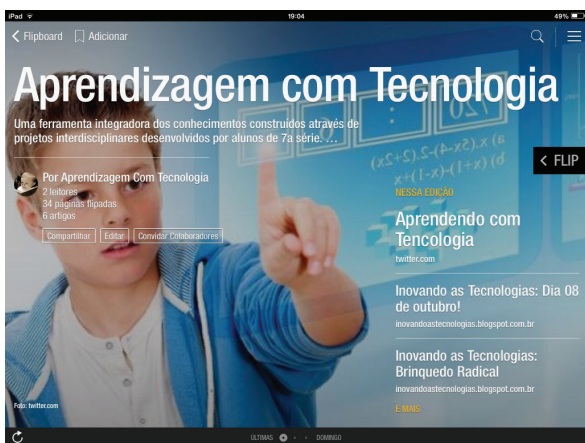 iPad
19:04
49%
Flipboard
Adicionar
Aprendizagem com Tecnologia
Uma ferramenta integradora dos conhecimentos construídos através de
projetos interdisciplinares desenvolvidos por alunos de 7a série. ...
Por Aprendizagem Com Tecnologia
2 leitores
34 páginas flipadas
6 artigos
Compartilhar
Editar
Convidar Colaboradores
< FLIP
NESSA EDIÇÃO
Aprendendo com
Tencologia
twitter.com
Inovando as Tecnologias: Dia 08
de outubro!
inovandoastecnologias.blogspot.com.br
Inovando as Tecnologias:
Brinquedo Radical
inovandoastecnologias.blogspot.com.br
E MAIS
Foto: twitter.com
ÚLTIMAS
DOMINGO